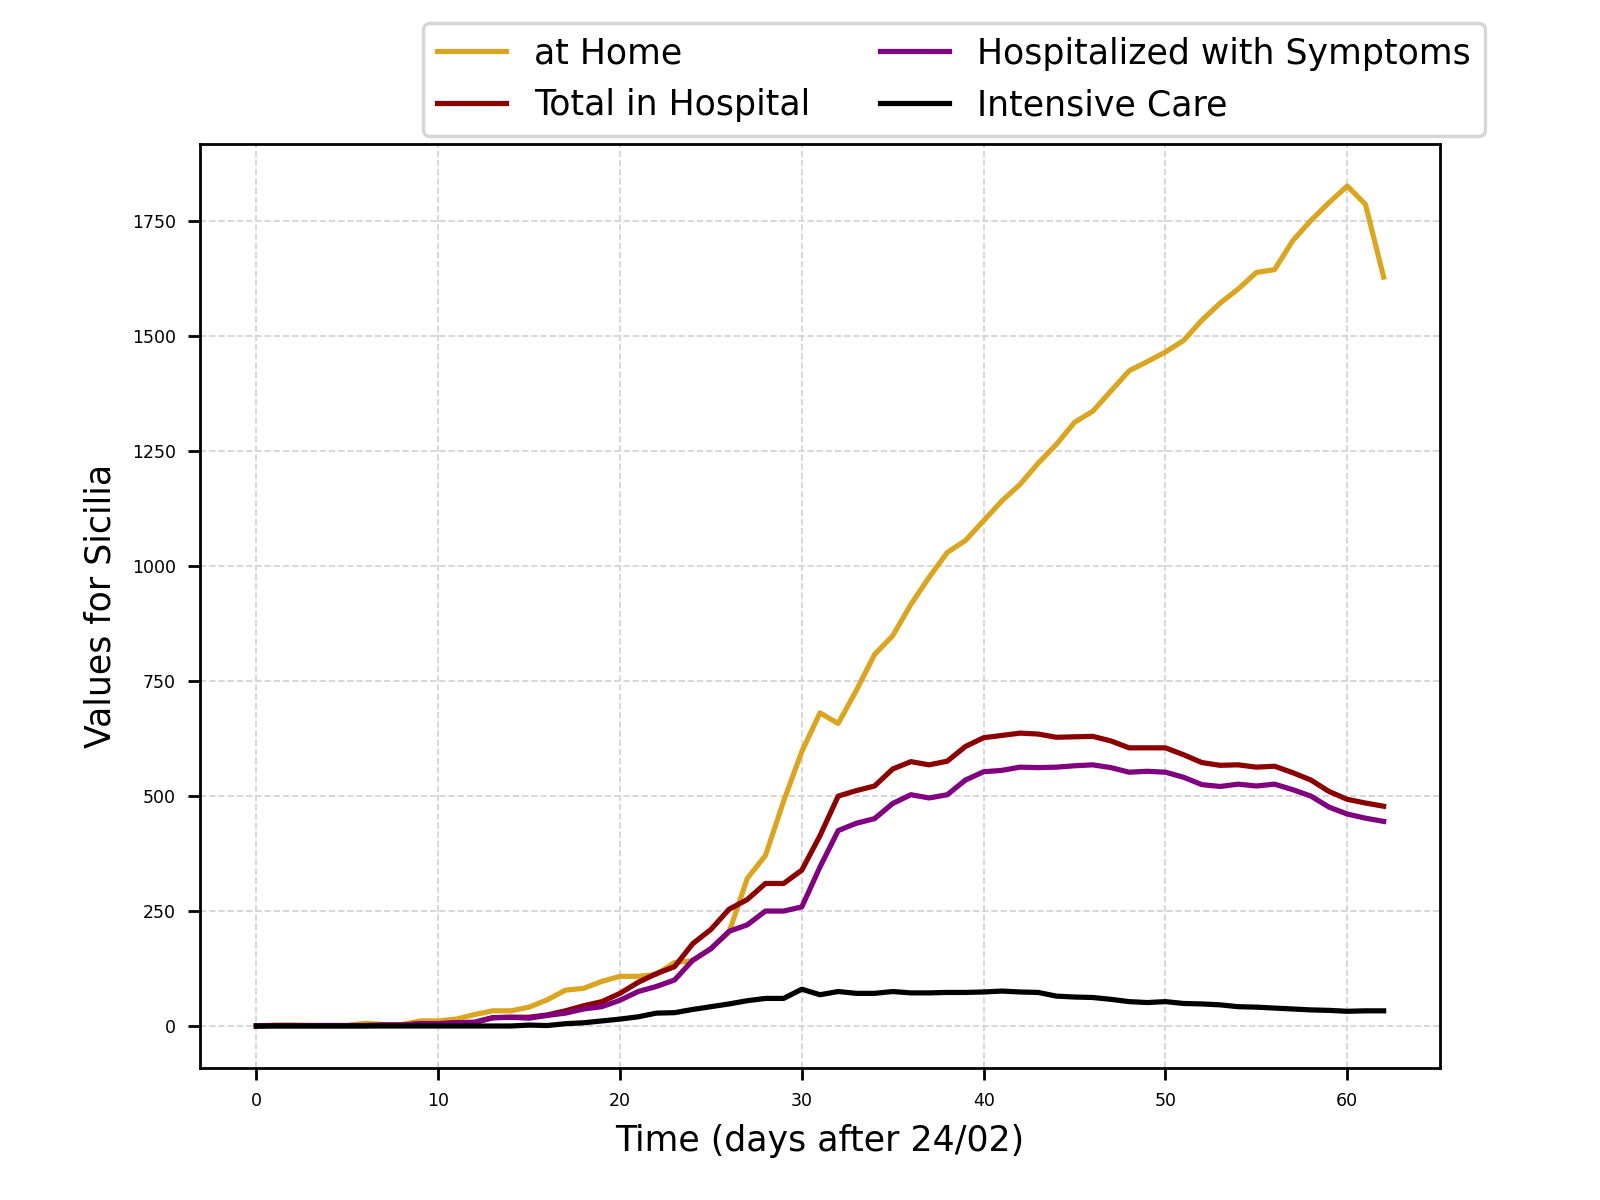 at Home
Total in Hospital
Hospitalized with Symptoms
Intensive Care
Values for Sicilia
1750
1500
1250
1000
750
500
250
0
0 10 20 30 40 50 60
Time (days after 24/02)